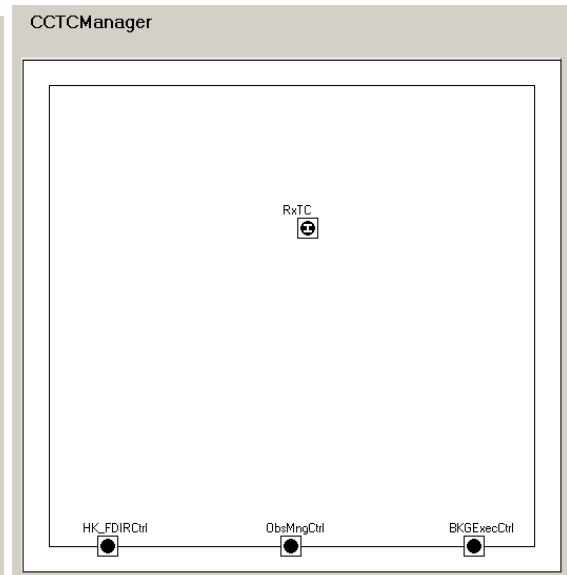 CCTCManager
RxTC
HK_FDIRCtrl
ObsMngCtrl
BKGExecCtrl